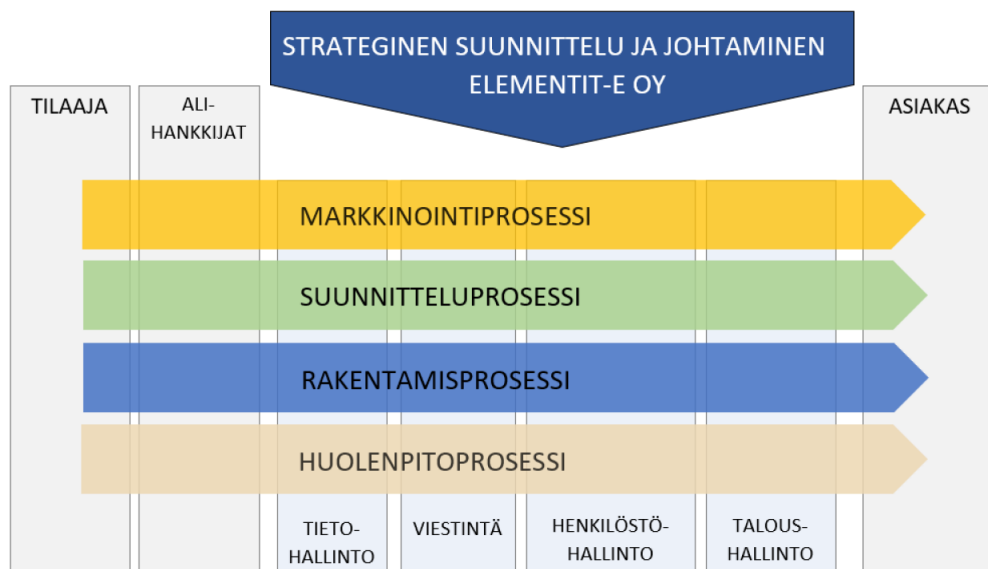 STRATEGINEN SUUNNITTELU JA JOHTAMINEN
ELEMENTIT-E OY
TILAAJA
ALI-
HANKKIJAT
ASIAKAS
MARKKINOINTIPROSESSI
SUUNNITTELUPROSESSI
RAKENTAMISPROSESSI
HUOLENPITOPROSESSI
TIETO-
HALLINTO
VIESTINTÄ
HENKILÖSTÖ-
HALLINTO
TALOUS-
HALLINTO